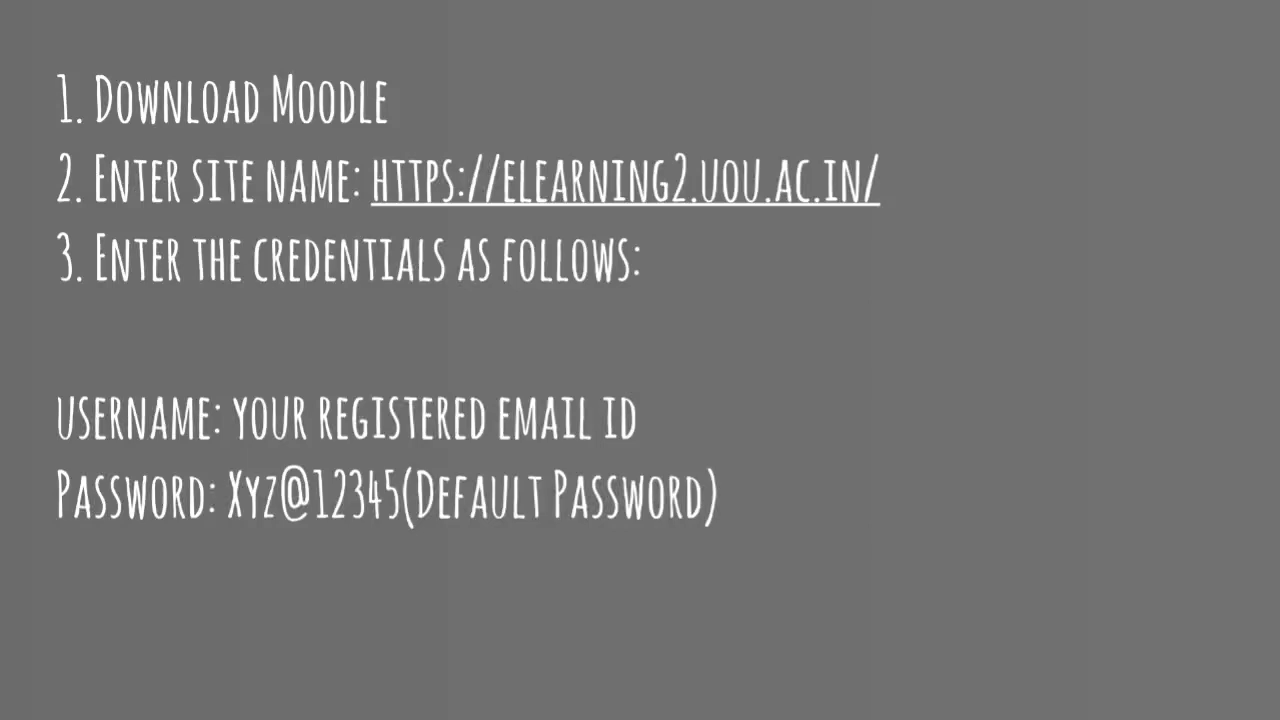 1. Download Moodle
2. Enter site name: https://elearning2.uou.ac.in/
3. Enter the credentials as follows:
username: your registered email id
Password: Xyz@12345(Default Password)